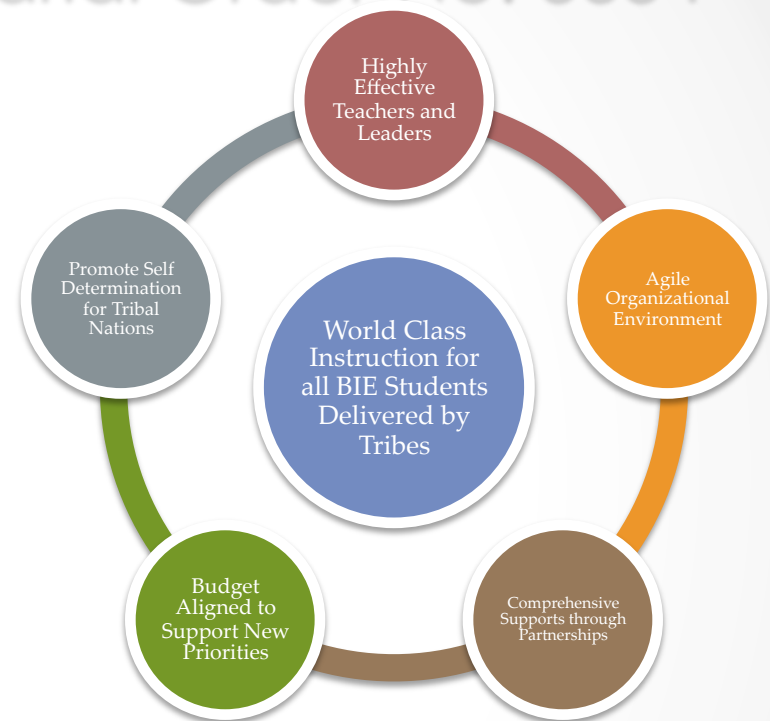 Highly
Effective
Teachers and
Leaders
Agile
Organizational
Environment
Comprehensive
Supports through
Partnerships
Budget
Aligned to
Support New
Priorities
Promote Self
Determination
for Tribal
Nations
World Class
Instruction for
all BIE Students
Delivered by
Tribes